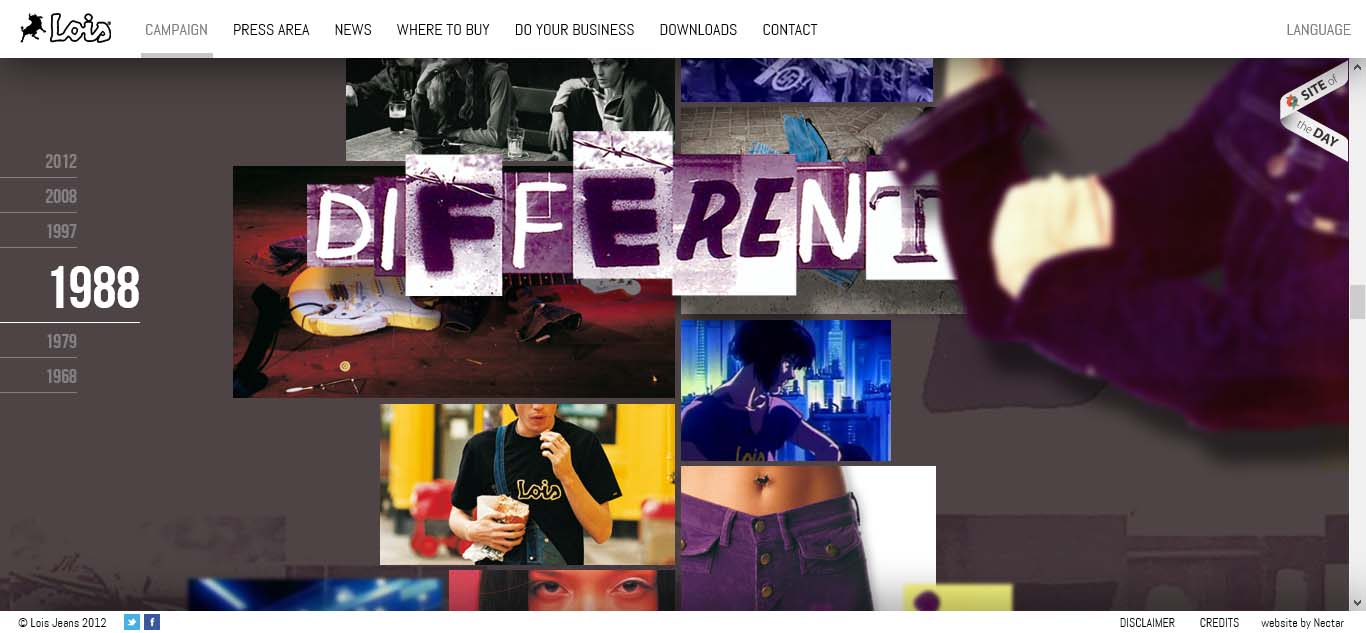 Lois
CAMPAIGN PRESS AREA NEWS WHERE TO BUY DO YOUR BUSINESS DOWNLOADS CONTACT LANGUAGE
SITE of
the DAY
2012
2008
1997
1988
1979
1968
DIFFERENT
Lois
Lois
© Lois Jeans 2012 DISCLAIMER CREDITS website by Nectar